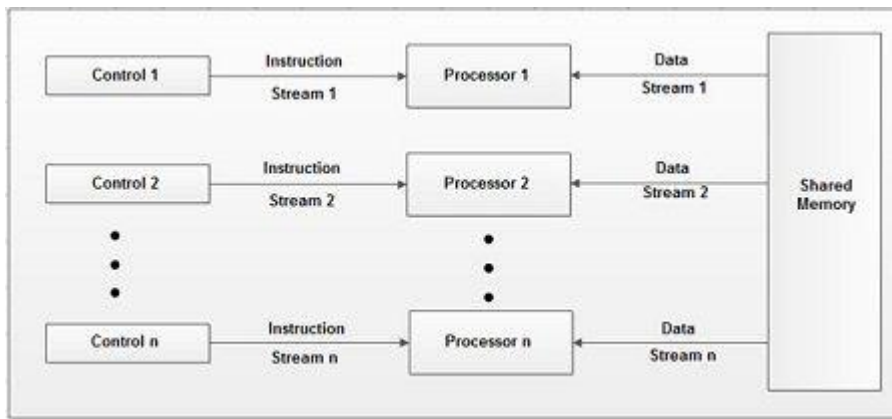 Control 1
Instruction
Stream 1
Processor 1
Data
Stream 1
Control 2
Instruction
Stream 2
Processor 2
Data
Stream 2
Shared
Memory
Control n
Instruction
Stream n
Processor n
Data
Stream n